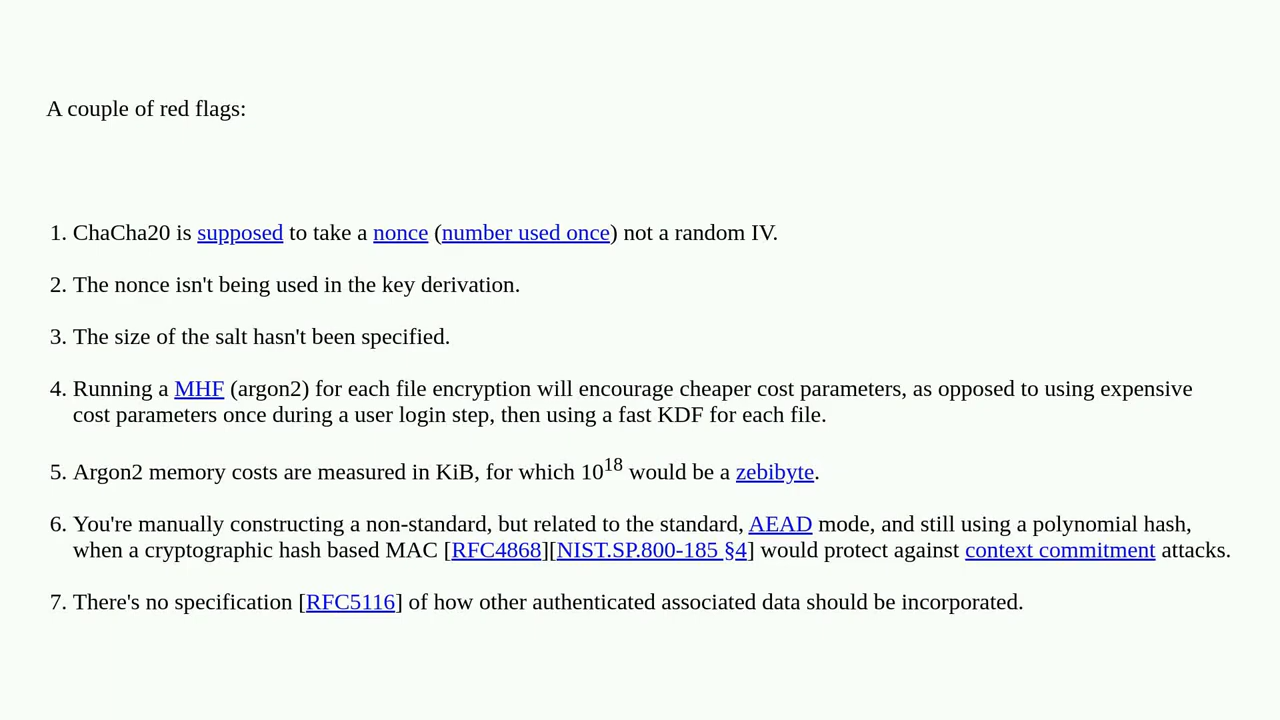 A couple of red flags:
1. ChaCha20 is supposed to take a nonce (number used once) not a random IV.
2. The nonce isn't being used in the key derivation.
3. The size of the salt hasn't been specified.
4. Running a MHF (argon2) for each file encryption will encourage cheaper cost parameters, as opposed to using expensive
cost parameters once during a user login step, then using a fast KDF for each file.
5. Argon2 memory costs are measured in KiB, for which 10^18 would be a zebibyte.
6. You're manually constructing a non-standard, but related to the standard, AEAD mode, and still using a polynomial hash,
when a cryptographic hash based MAC [RFC4868][NIST.SP.800-185 §4] would protect against context commitment attacks.
7. There's no specification [RFC5116] of how other authenticated associated data should be incorporated.